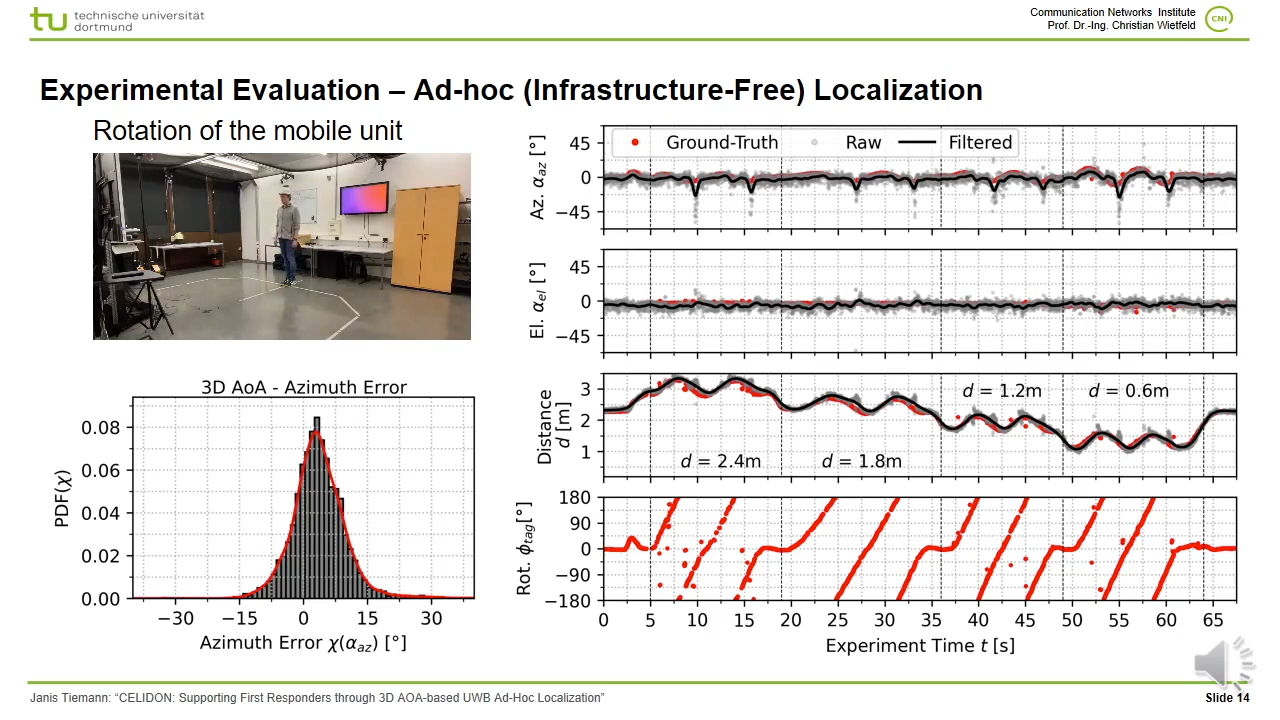 technische universität
dortmund
Communication Networks Institute
Prof. Dr.-Ing. Christian Wietfeld
CNI
Experimental Evaluation – Ad-hoc (Infrastructure-Free) Localization
Rotation of the mobile unit
3D AoA - Azimuth Error
PDF(χ)
0.08
0.06
0.04
0.02
0.00
−30 −15 0 15 30
Azimuth Error χ(α_az) [°]
Ground-Truth Raw Filtered
Az. α_az [°]
45
0
−45
El. α_el [°]
45
0
−45
Distance
d [m]
3
2
1
d = 1.2m d = 0.6m
d = 2.4m d = 1.8m
Rot. ϕ_tag[°]
180
90
0
−90
−180
0 5 10 15 20 25 30 35 40 45 50 55 60 65
Experiment Time t [s]
Janis Tiemann: “CELIDON: Supporting First Responders through 3D AOA-based UWB Ad-Hoc Localization”
Slide 14